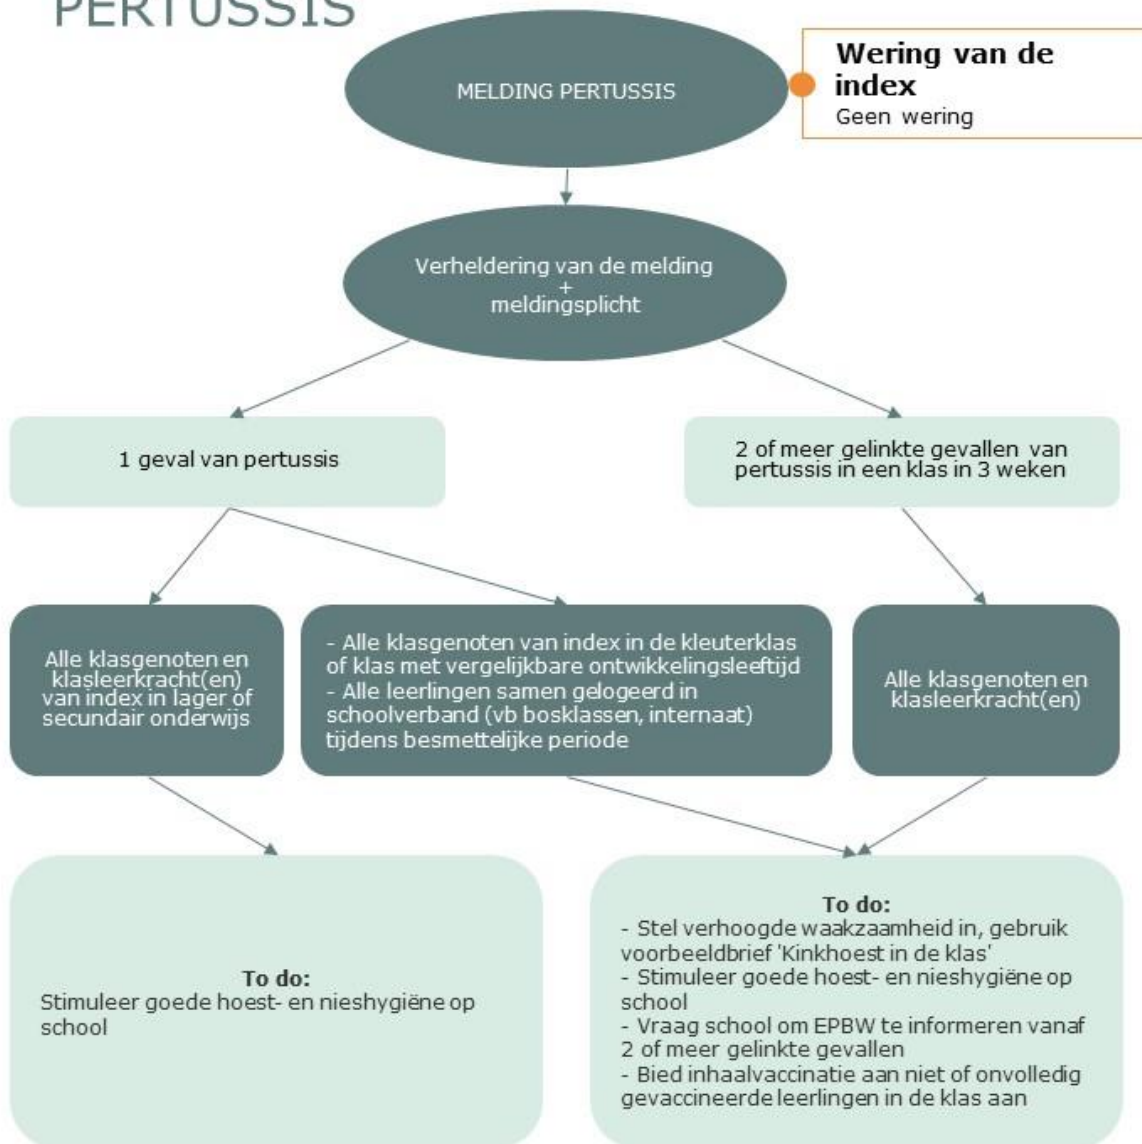 PERTUSSIS
MELDING PERTUSSIS
Wering van de
index
Geen wering
Verheldering van de melding
+
meldingsplicht
1 geval van pertussis
2 of meer gelinkte gevallen van
pertussis in een klas in 3 weken
Alle klasgenoten en
klasleerkracht(en)
van index in lager of
secundair onderwijs
- Alle klasgenoten van index in de kleuterklas
of klas met vergelijkbare ontwikkelingsleeftijd
- Alle leerlingen samen gelogeerd in
schoolverband (vb bosklassen, internaat)
tijdens besmettelijke periode
Alle klasgenoten en
klasleerkracht(en)
To do:
Stimuleer goede hoest- en nieshygiëne op
school
To do:
- Stel verhoogde waakzaamheid in, gebruik
voorbeeldbrief 'Kinkhoest in de klas'
- Stimuleer goede hoest- en nieshygiëne op
school
- Vraag school om EPBW te informeren vanaf
2 of meer gelinkte gevallen
- Bied inhaalvaccinatie aan niet of onvolledig
gevaccineerde leerlingen in de klas aan